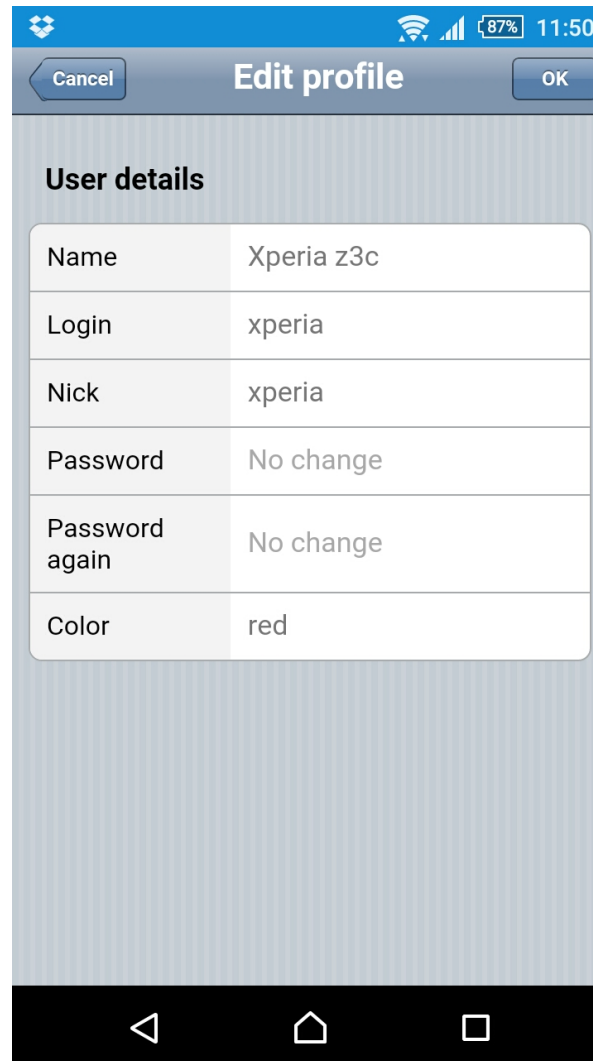 87% 11:50
Cancel Edit profile OK
User details
Name Xperia z3c
Login xperia
Nick xperia
Password No change
Password
again No change
Color red